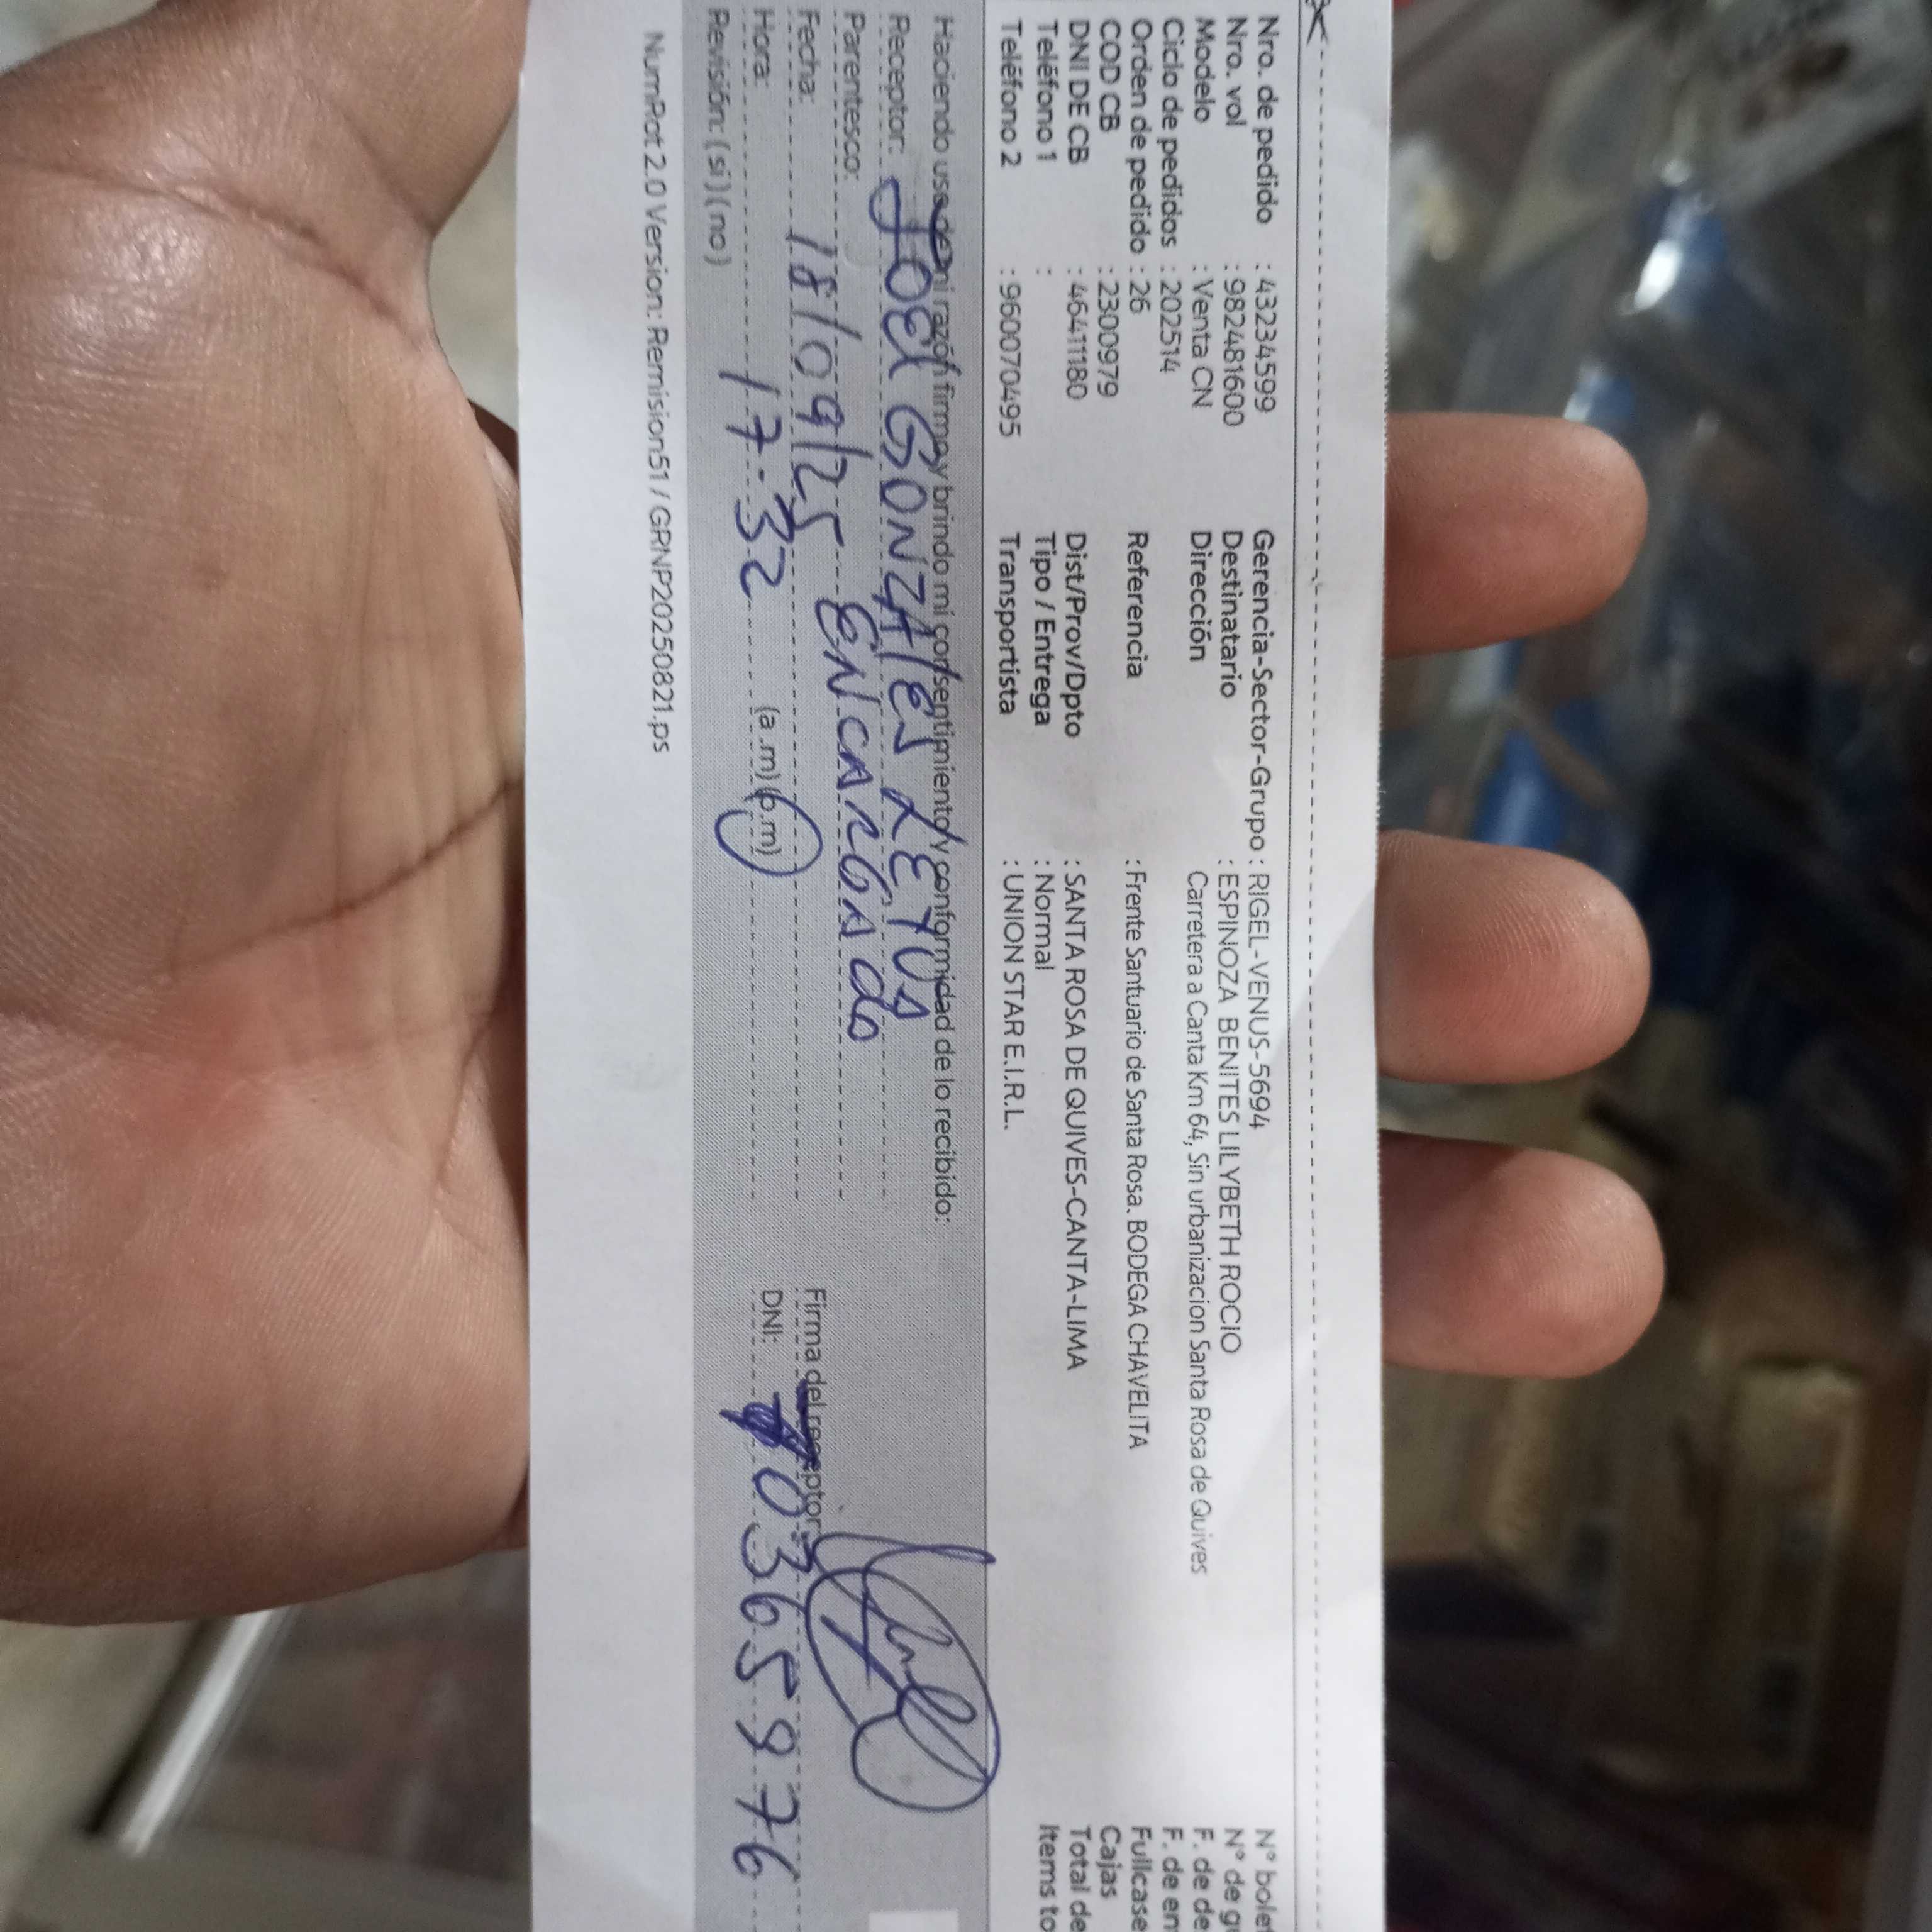 Nro. de pedido : 43234599
Nro. vol : 982481600
Modelo : Venta CN
Ciclo de pedidos : 202514
Orden de pedido : 26
COD CB : 2300979
DNI DE CB : 46411180
Teléfono 1 :
Teléfono 2 : 960070495
Gerencia-Sector-Grupo : RIGEL-VENUS-5694
Destinatario : ESPINOZA BENITES LILYBETH ROCIO
Dirección Carretera a Canta Km 64, Sin urbanizacion Santa Rosa de Quives
Referencia : Frente Santuario de Santa Rosa. BODEGA CHAVELITA
Dist/Prov/Dpto : SANTA ROSA DE QUIVES-CANTA-LIMA
Tipo / Entrega : Normal
Transportista : UNION STAR E.I.R.L.
N° bolet
N° de gu
F. de de
F. de en
Fullcase
Cajas
Total de
Items to
Haciendo uso de mi razón firmo y brindo mi consentimiento y conformidad de lo recibido:
Receptor: JOEL GONZALES
Parentesco: ENCARGADO
Fecha: 18/09/25
Hora: 17:32 (a.m) (p.m)
Revisión: (si) (no)
Firma del receptor:
DNI: 0365976
NumRot 2.0 Version: Remision51 / GRNP20250821.ps